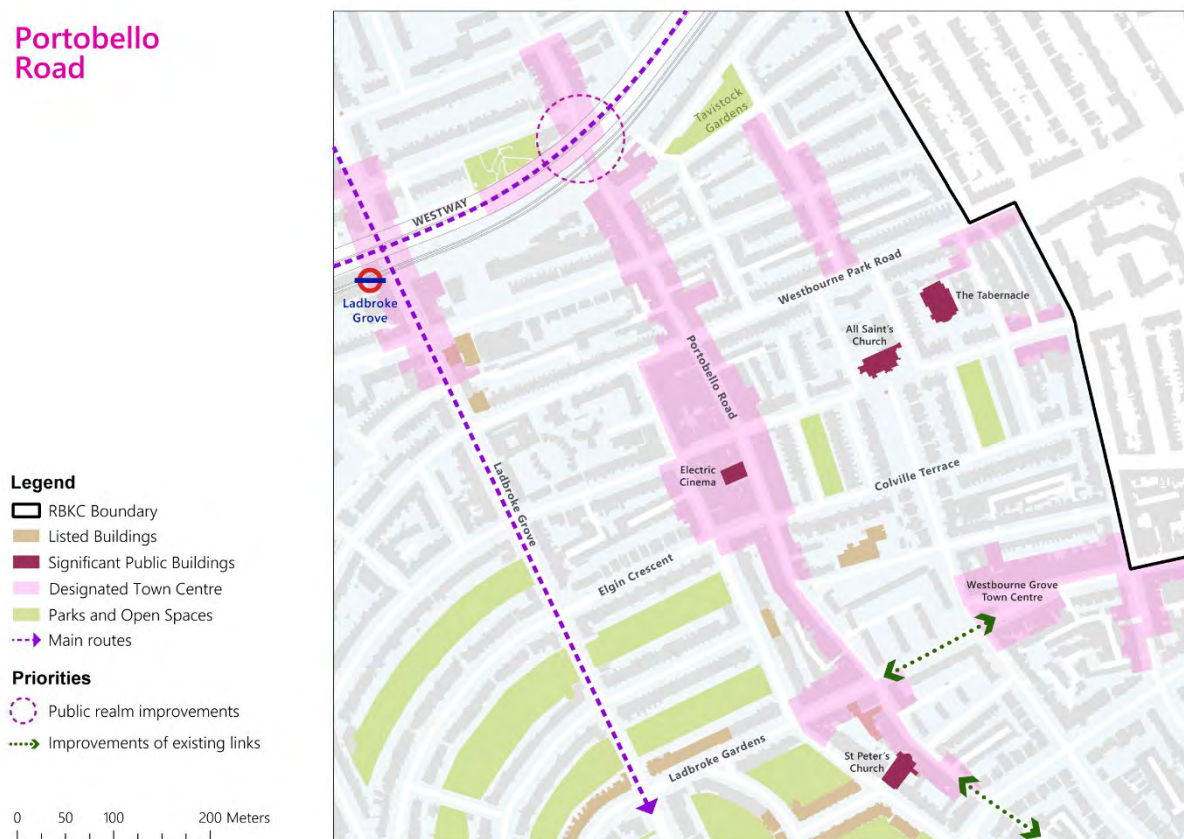 Portobello
Road
Legend
RBKC Boundary
Listed Buildings
Significant Public Buildings
Designated Town Centre
Parks and Open Spaces
Main routes
Priorities
Public realm improvements
Improvements of existing links
0 50 100 200 Meters
Tavistock
Gardens
WESTWAY
Ladbroke
Grove
Westbourne Park Road
The Tabernacle
All Saint's
Church
Portobello Road
Electric
Cinema
Colville Terrace
Ladbroke Grove
Elgin Crescent
Westbourne Grove
Town Centre
Ladbroke Gardens
St Peter's
Church